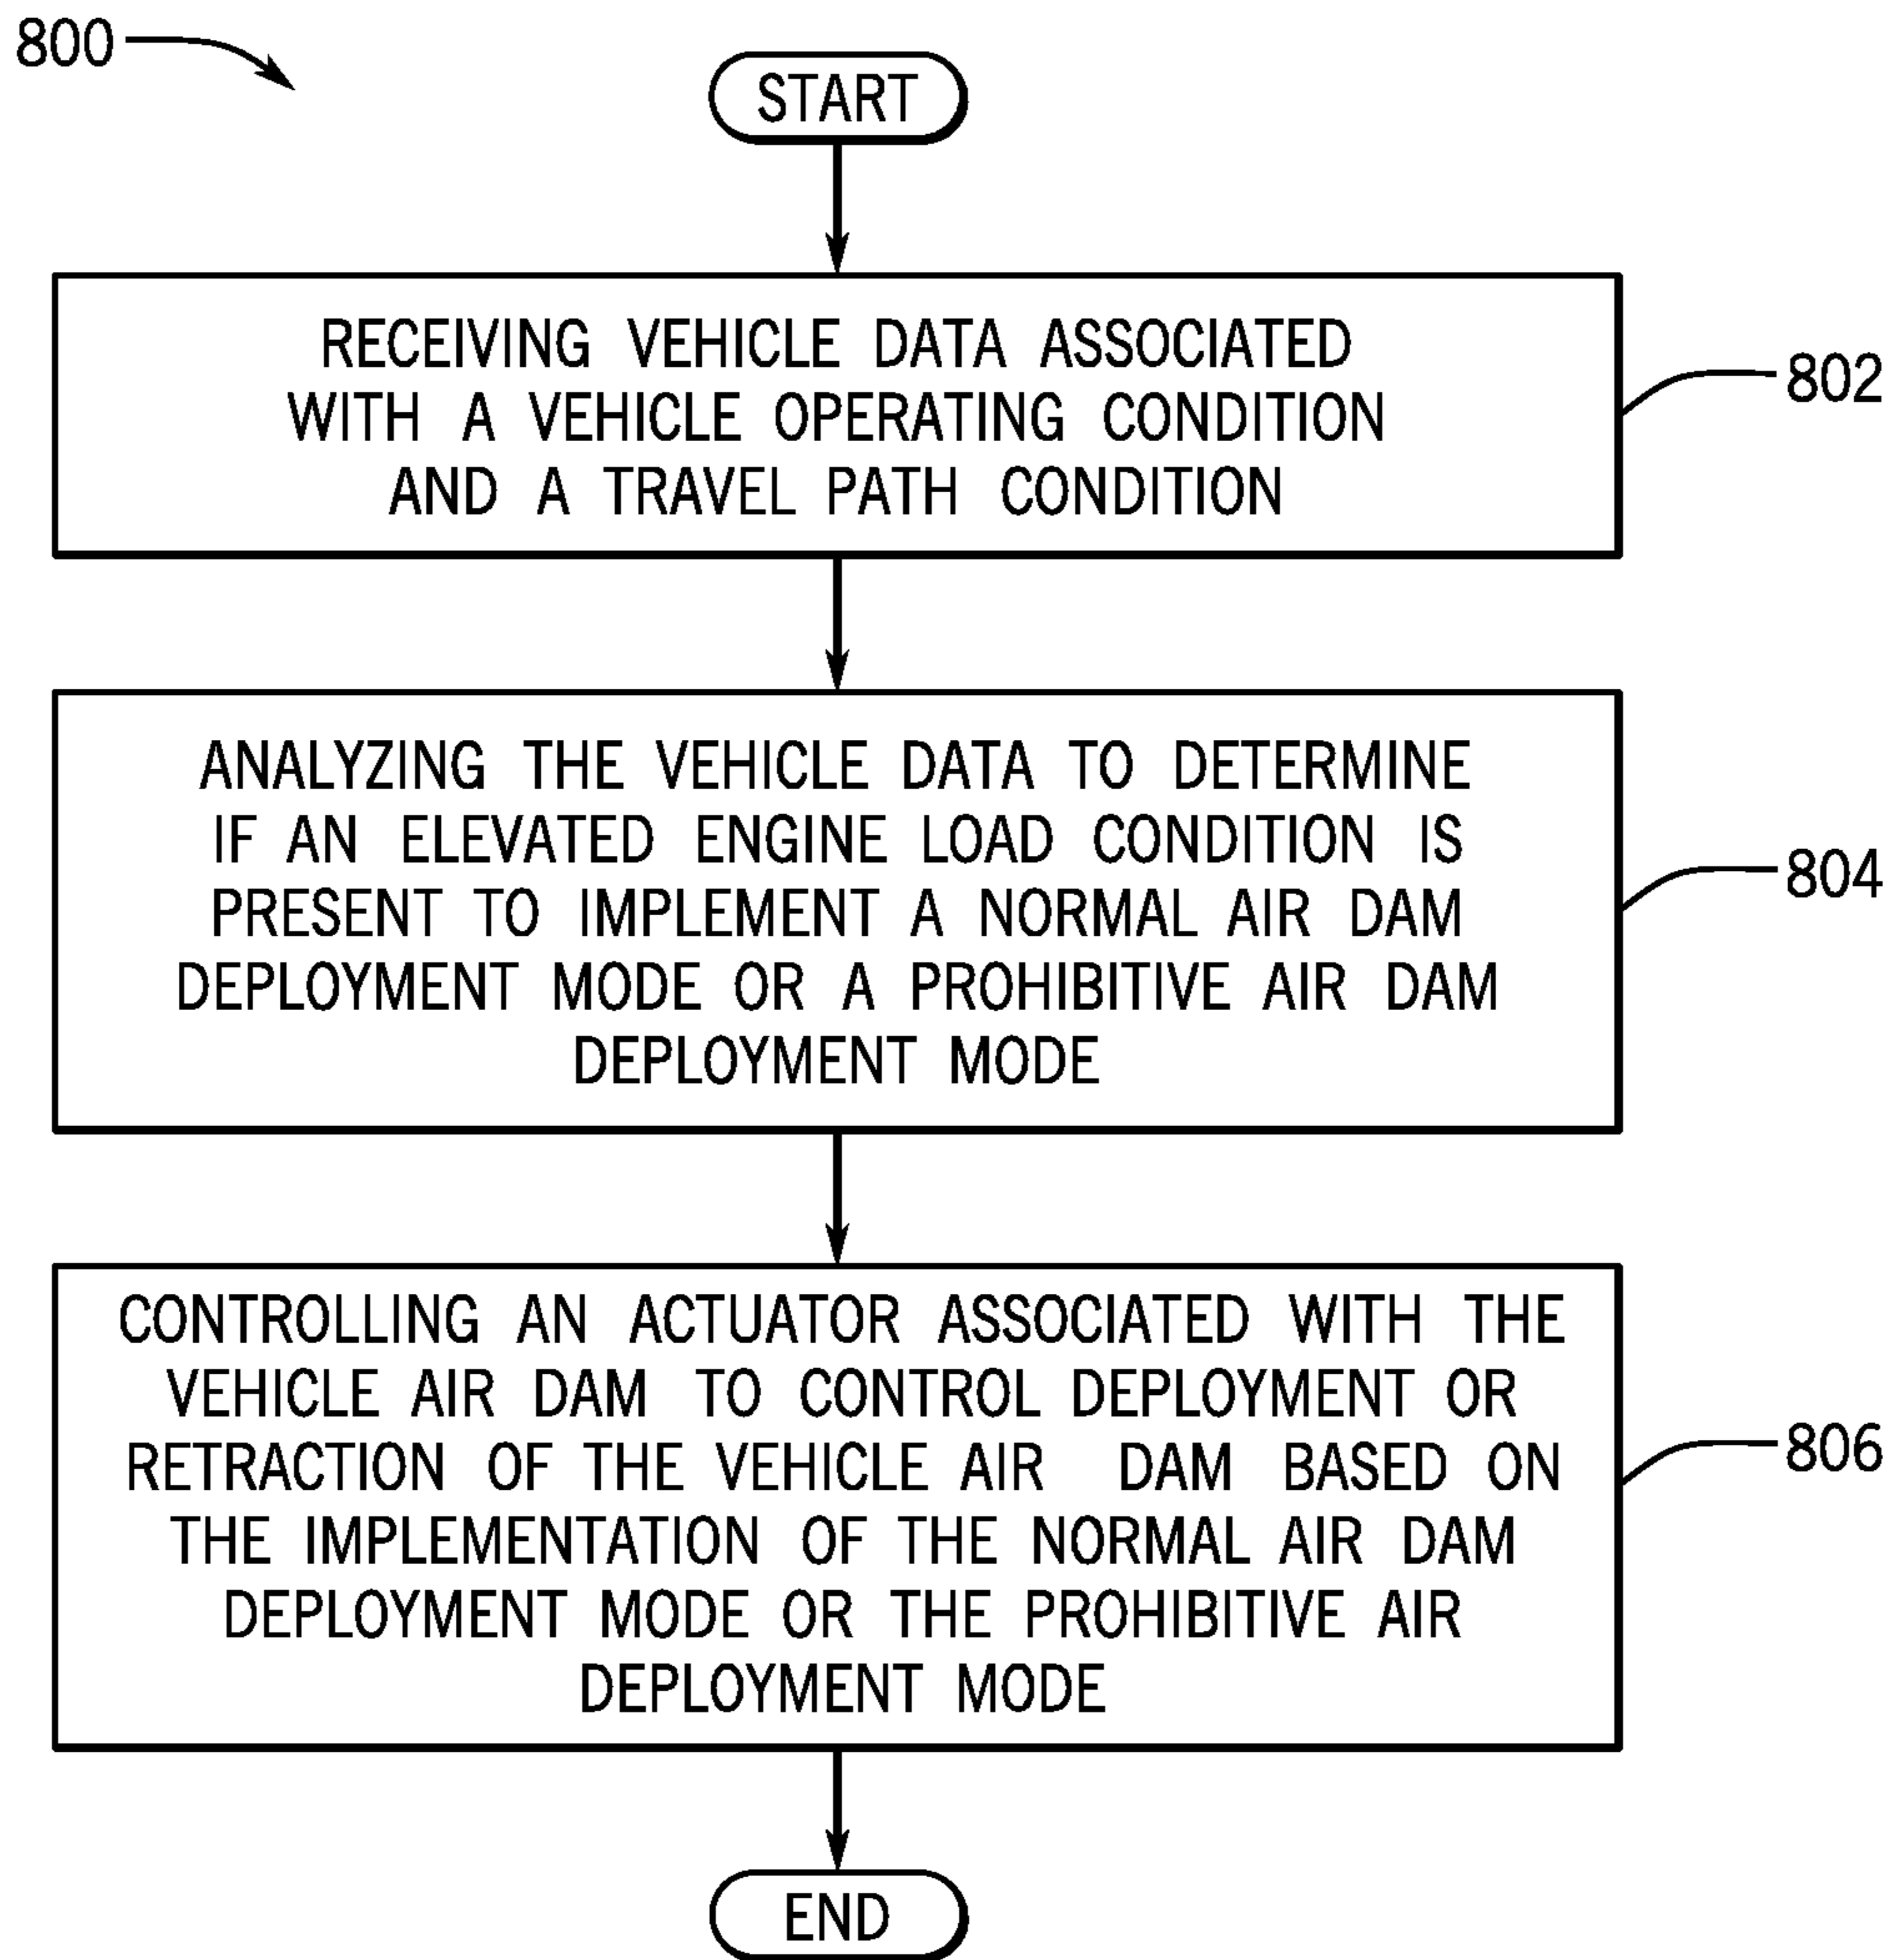 800
START
RECEIVING VEHICLE DATA ASSOCIATED
WITH A VEHICLE OPERATING CONDITION
AND A TRAVEL PATH CONDITION
802
ANALYZING THE VEHICLE DATA TO DETERMINE
IF AN ELEVATED ENGINE LOAD CONDITION IS
PRESENT TO IMPLEMENT A NORMAL AIR DAM
DEPLOYMENT MODE OR A PROHIBITIVE AIR DAM
DEPLOYMENT MODE
804
CONTROLLING AN ACTUATOR ASSOCIATED WITH THE
VEHICLE AIR DAM TO CONTROL DEPLOYMENT OR
RETRACTION OF THE VEHICLE AIR DAM BASED ON
THE IMPLEMENTATION OF THE NORMAL AIR DAM
DEPLOYMENT MODE OR THE PROHIBITIVE AIR
DEPLOYMENT MODE
806
END